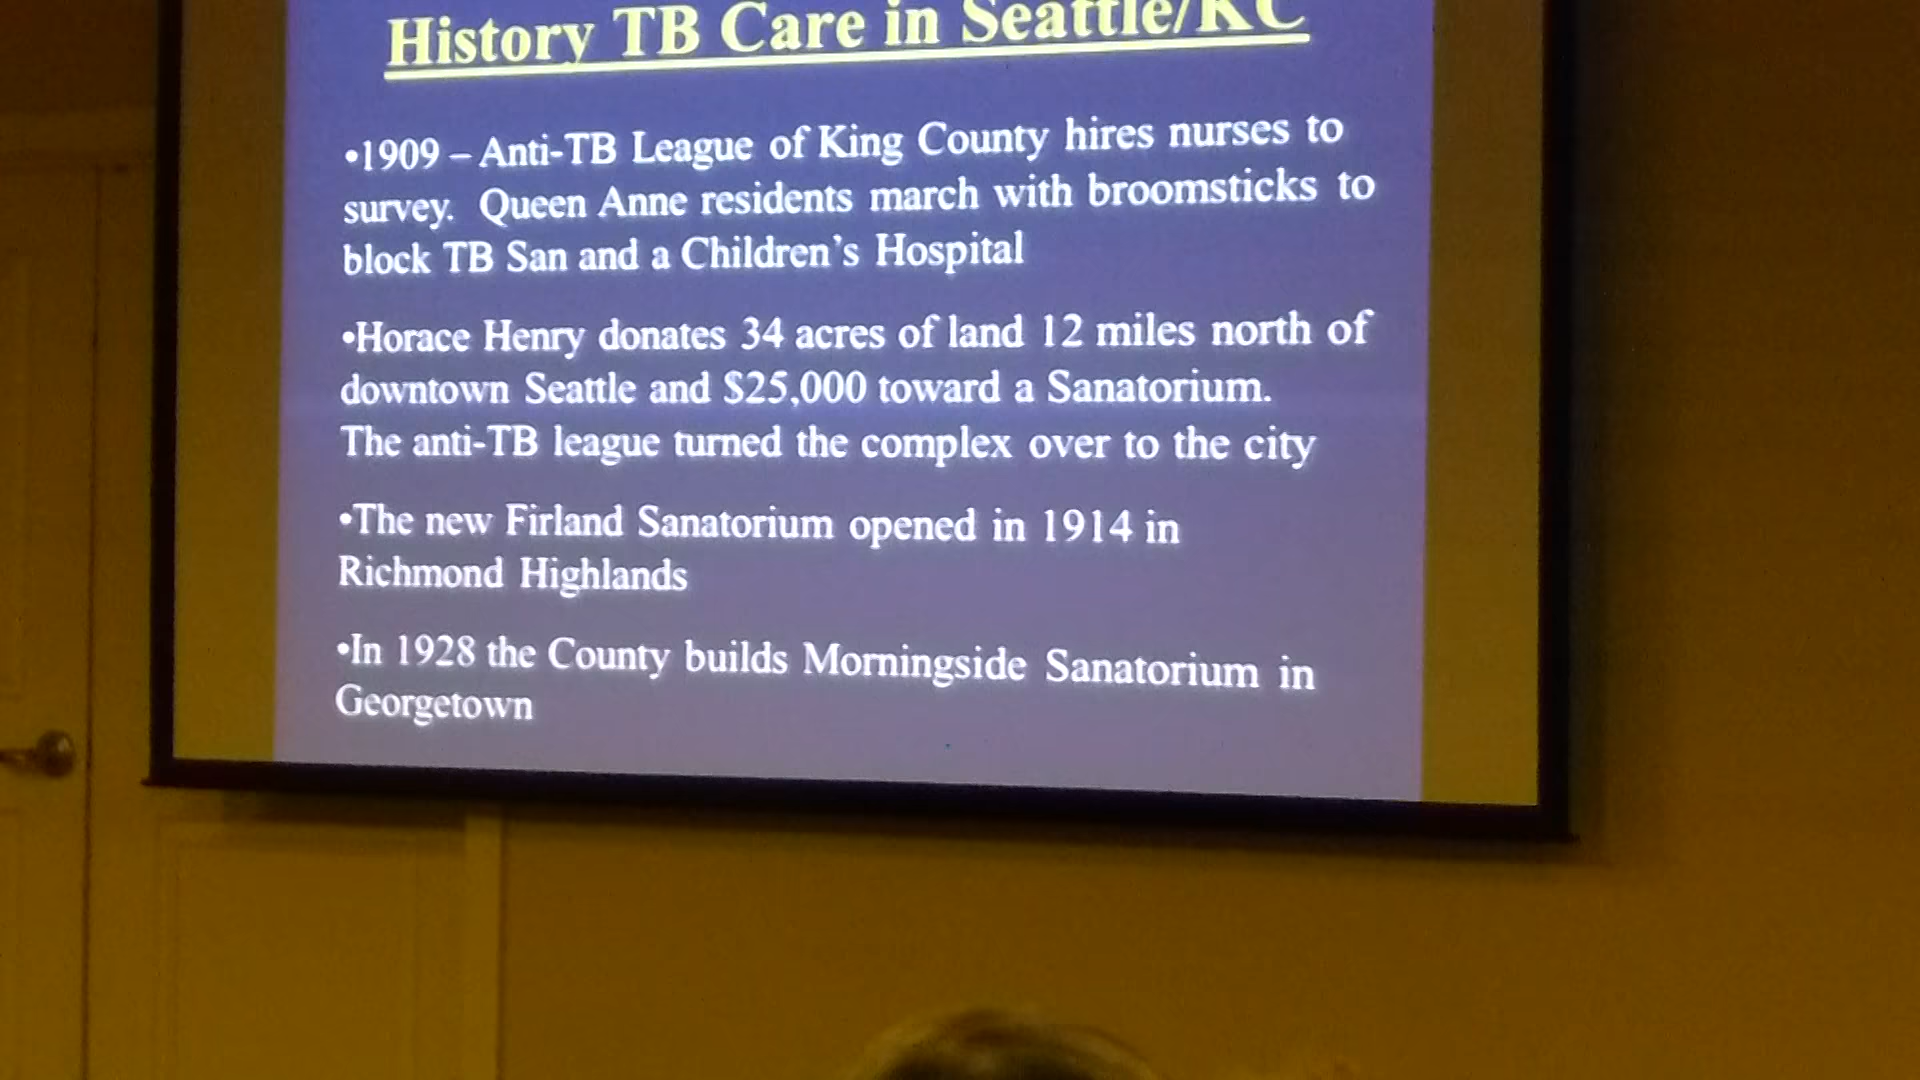 History TB Care in Seattle/KC
•1909 – Anti-TB League of King County hires nurses to
survey. Queen Anne residents march with broomsticks to
block TB San and a Children's Hospital
•Horace Henry donates 34 acres of land 12 miles north of
downtown Seattle and $25,000 toward a Sanatorium.
The anti-TB league turned the complex over to the city
•The new Firland Sanatorium opened in 1914 in
Richmond Highlands
•In 1928 the County builds Morningside Sanatorium in
Georgetown